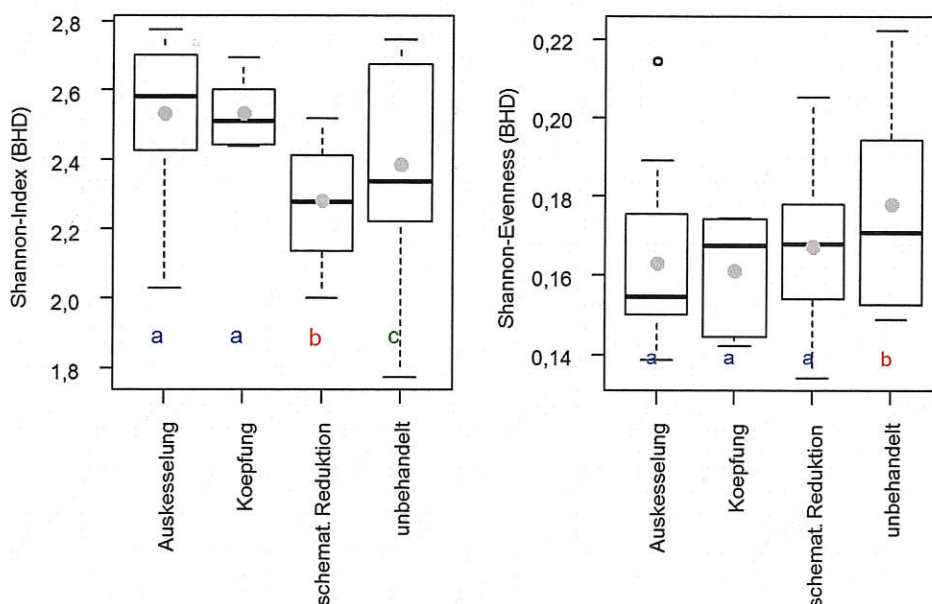 Shannon-Index (BHD)
2,8
2,6
2,4
2,2
2,0
1,8
a
a
b
c
Auskesselung
Koepfung
schemat. Reduktion
unbehandelt
Shannon-Evenness (BHD)
0,22
0,20
0,18
0,16
0,14
a
a
a
b
Auskesselung
Koepfung
schemat. Reduktion
unbehandelt